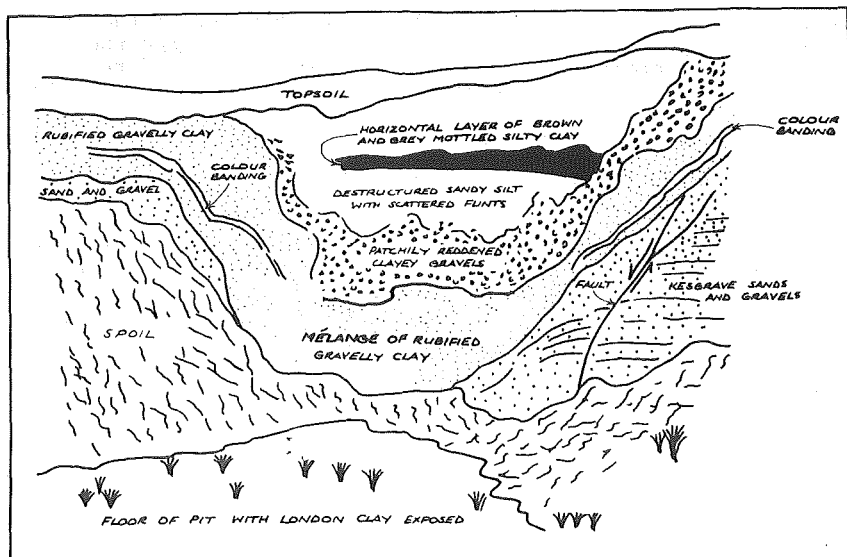 TOPSOIL
RUBIFIED GRAVELLY CLAY
HORIZONTAL LAYER OF BROWN
AND GREY MOTTLED SILTY CLAY
COLOUR
BANDING
COLOUR
BANDING
SAND AND GRAVEL
DESTRUCTURED SANDY SILT
WITH SCATTERED FLINTS
PATCHILY REDDENED
CLAYEY GRAVELS
FAULT
KESGRAVE SANDS
AND GRAVELS
SPOIL
MÉLANGE OF RUBIFIED
GRAVELLY CLAY
FLOOR OF PIT WITH LONDON CLAY EXPOSED